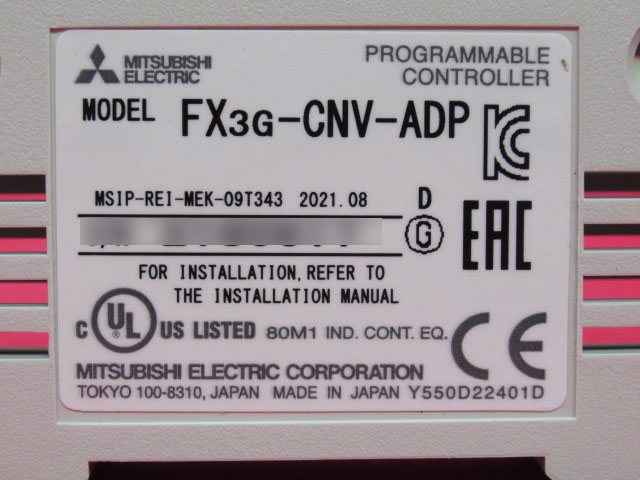 MITSUBISHI
ELECTRIC
PROGRAMMABLE
CONTROLLER
MODEL FX3G-CNV-ADP
KC
MSIP-REI-MEK-09T343 2021.08
D
G
EAC
FOR INSTALLATION, REFER TO
THE INSTALLATION MANUAL
C UL US LISTED 80M1 IND. CONT. EQ.
CE
MITSUBISHI ELECTRIC CORPORATION
TOKYO 100-8310, JAPAN MADE IN JAPAN Y550D22401D